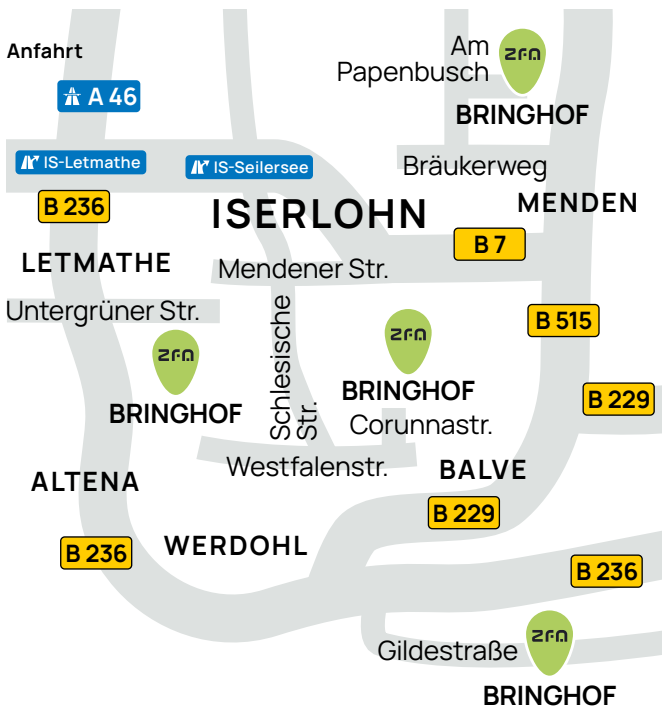 Anfahrt
A 46
Am
Papenbusch
zfa
BRINGHOF
IS-Letmathe
IS-Seilersee
Bräukerweg
B 236
ISERLOHN
MENDEN
B 7
LETMATHE
Mendener Str.
Untergrüner Str.
B 515
zfa
BRINGHOF
Schlesische
Str.
zfa
BRINGHOF
Corunnastr.
B 229
Westfalenstr.
BALVE
ALTENA
B 229
B 236
WERDOHL
B 236
Gildestraße
zfa
BRINGHOF